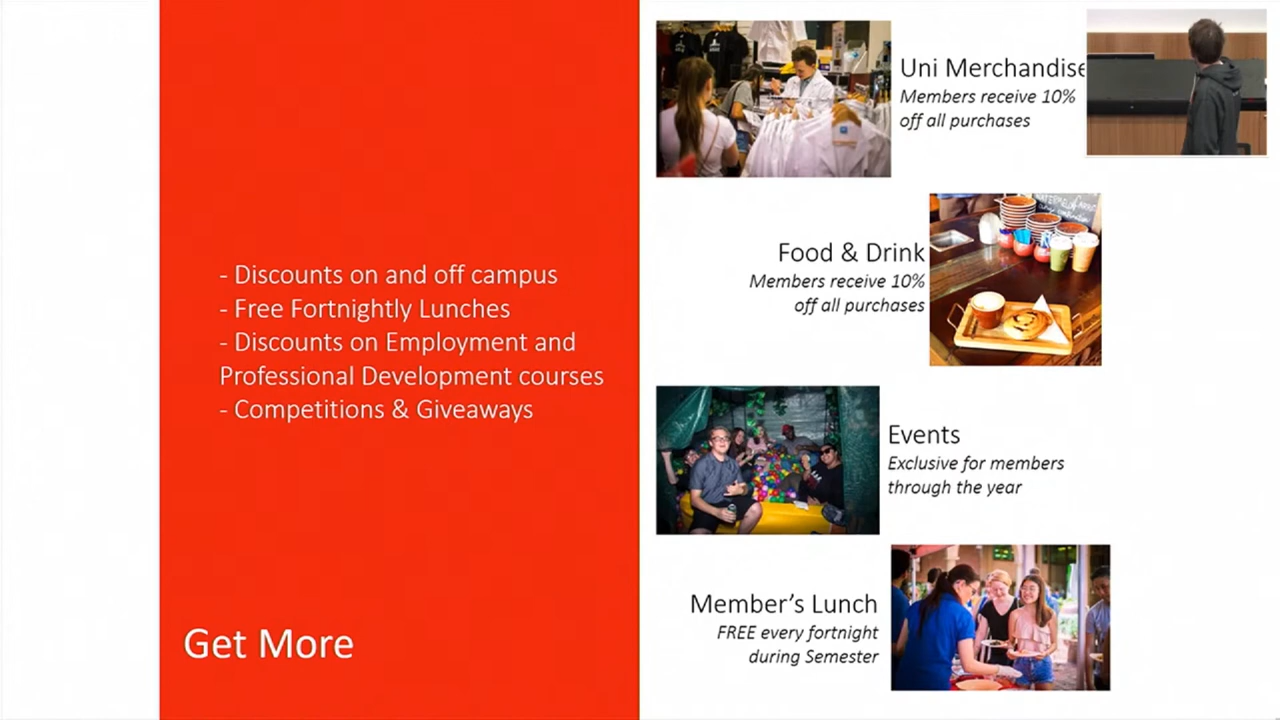 - Discounts on and off campus
- Free Fortnightly Lunches
- Discounts on Employment and
Professional Development courses
- Competitions & Giveaways
Get More
Uni Merchandise
Members receive 10%
off all purchases
Food & Drink
Members receive 10%
off all purchases
Events
Exclusive for members
through the year
Member's Lunch
FREE every fortnight
during Semester